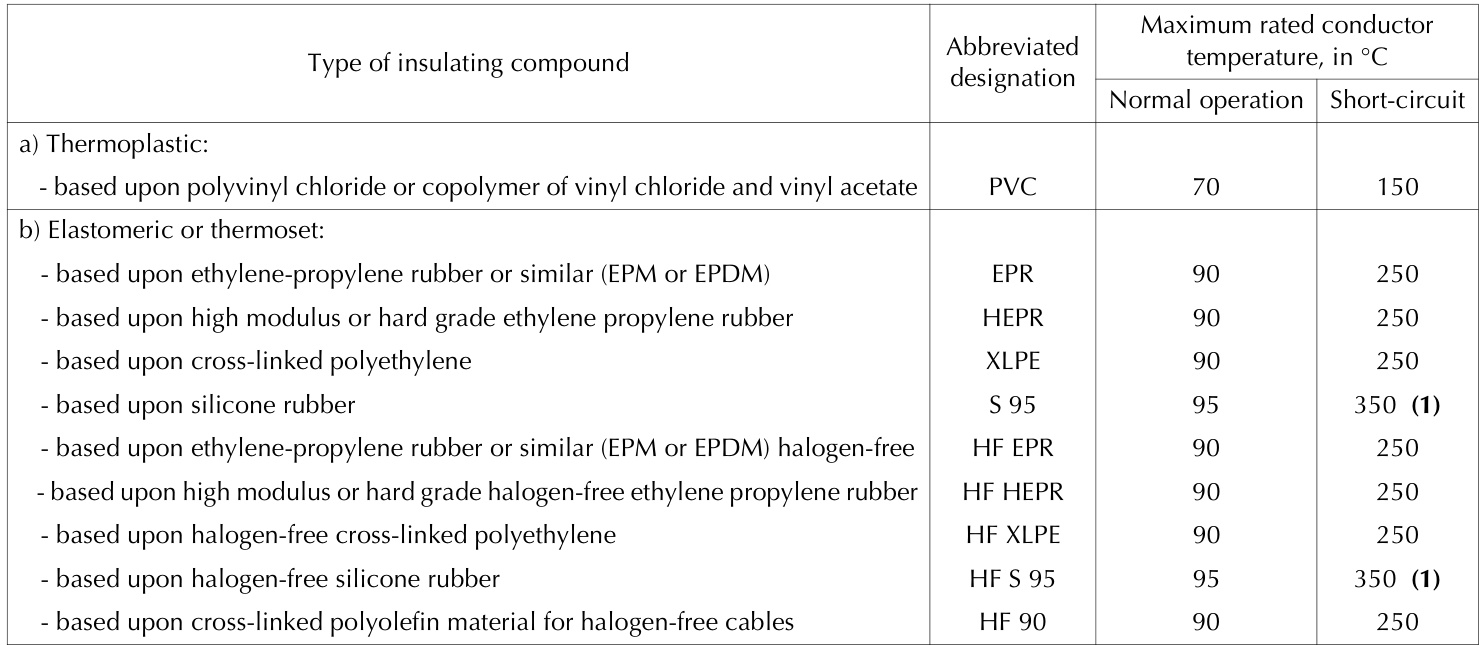 Type of insulating compound
Abbreviated designation
Maximum rated conductor temperature, in °C
Normal operation Short-circuit
a) Thermoplastic:
- based upon polyvinyl chloride or copolymer of vinyl chloride and vinyl acetate PVC 70 150
b) Elastomeric or thermoset:
- based upon ethylene-propylene rubber or similar (EPM or EPDM) EPR 90 250
- based upon high modulus or hard grade ethylene propylene rubber HEPR 90 250
- based upon cross-linked polyethylene XLPE 90 250
- based upon silicone rubber S 95 95 350 (1)
- based upon ethylene-propylene rubber or similar (EPM or EPDM) halogen-free HF EPR 90 250
- based upon high modulus or hard grade halogen-free ethylene propylene rubber HF HEPR 90 250
- based upon halogen-free cross-linked polyethylene HF XLPE 90 250
- based upon halogen-free silicone rubber HF S 95 95 350 (1)
- based upon cross-linked polyolefin material for halogen-free cables HF 90 90 250